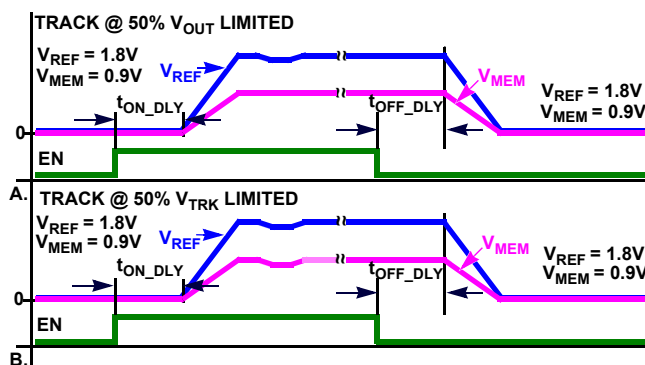 TRACK @ 50% VOUT LIMITED
VREF = 1.8V
VMEM = 0.9V
VREF
VMEM
VREF = 1.8V
VMEM = 0.9V
tON_DLY
tOFF_DLY
0
EN
A.
TRACK @ 50% VTRK LIMITED
VREF = 1.8V
VMEM = 0.9V
VREF
VMEM
VREF = 1.8V
VMEM = 0.9V
tON_DLY
tOFF_DLY
0
EN
B.